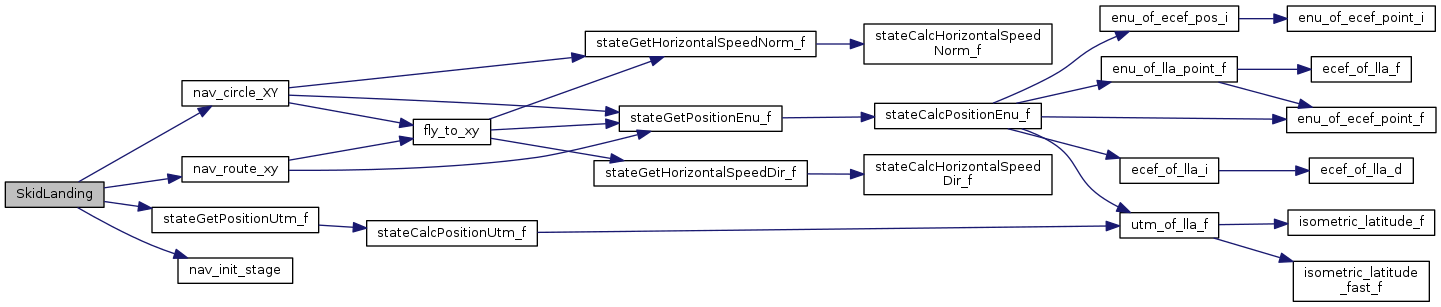 SkidLanding
nav_circle_XY
nav_route_xy
stateGetPositionUtm_f
nav_init_stage
fly_to_xy
stateCalcPositionUtm_f
stateGetHorizontalSpeedNorm_f
stateGetPositionEnu_f
stateGetHorizontalSpeedDir_f
stateCalcHorizontalSpeed
Norm_f
stateCalcPositionEnu_f
stateCalcHorizontalSpeed
Dir_f
enu_of_ecef_pos_i
enu_of_lla_point_f
ecef_of_lla_i
utm_of_lla_f
enu_of_ecef_point_i
ecef_of_lla_f
enu_of_ecef_point_f
ecef_of_lla_d
isometric_latitude_f
isometric_latitude
_fast_f